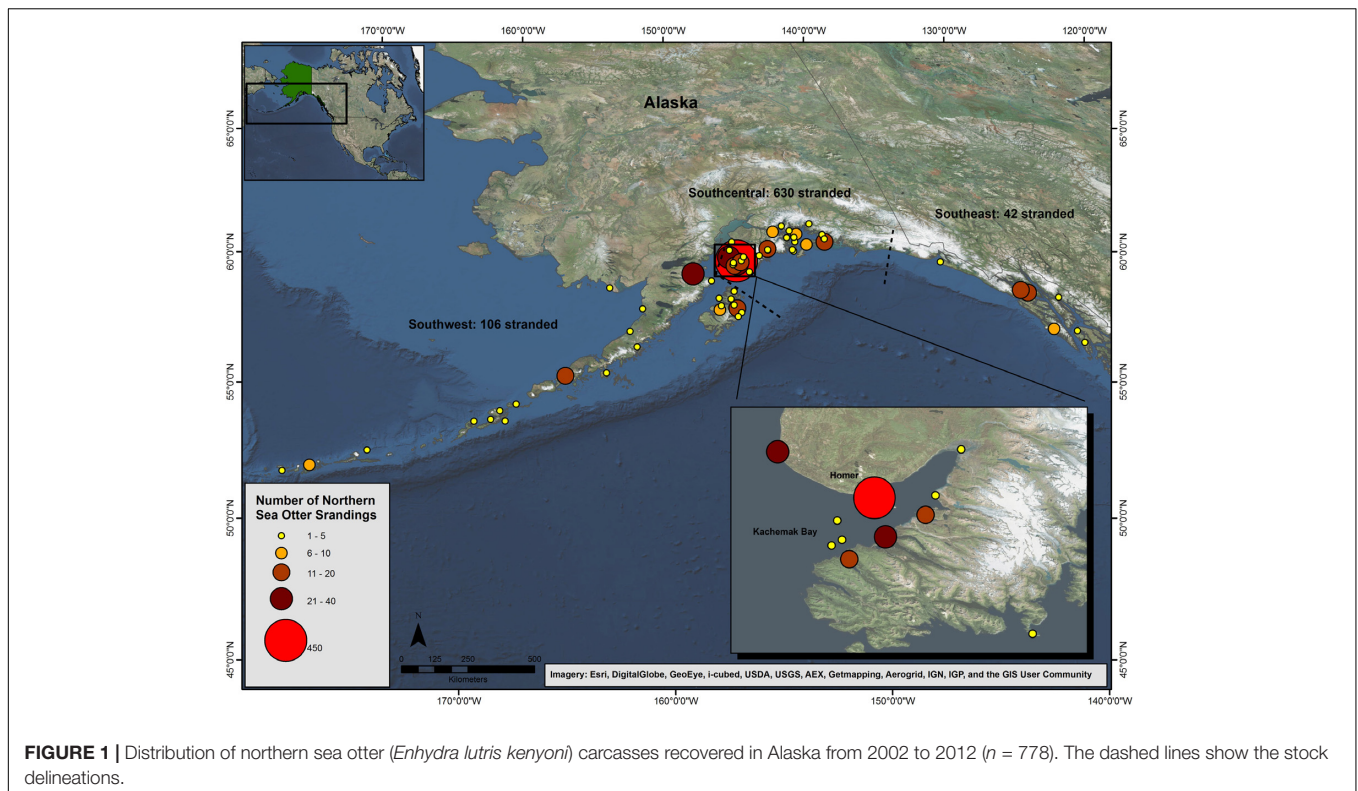 170°0'0"W 160°0'0"W 150°0'0"W 140°0'0"W 130°0'0"W 120°0'0"W
Alaska
65°0'0"N
65°0'0"N
Southcentral: 630 stranded
Southeast: 42 stranded
60°0'0"N
60°0'0"N
Southwest: 106 stranded
55°0'0"N
55°0'0"N
Homer
Kachemak Bay
Number of Northern
Sea Otter Srandings
1 - 5
6 - 10
11 - 20
21 - 40
450
50°0'0"N
50°0'0"N
N
0 125 250 500
Kilometers
45°0'0"N
45°0'0"N
Imagery: Esri, DigitalGlobe, GeoEye, i-cubed, USDA, USGS, AEX, Getmapping, Aerogrid, IGN, IGP, and the GIS User Community
170°0'0"W 160°0'0"W 150°0'0"W 140°0'0"W
FIGURE 1 | Distribution of northern sea otter (Enhydra lutris kenyoni) carcasses recovered in Alaska from 2002 to 2012 (n = 778). The dashed lines show the stock
delineations.